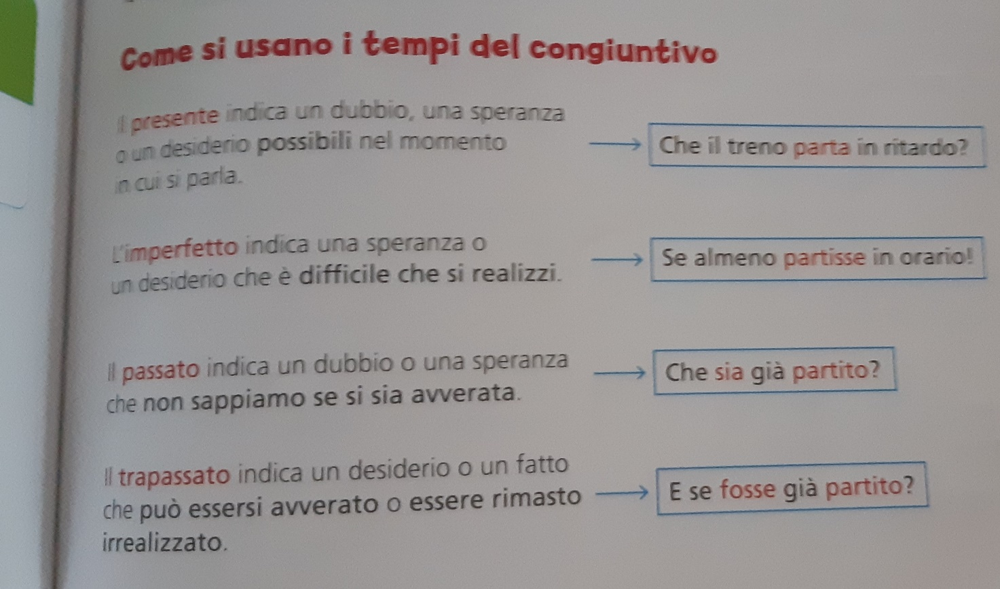 Come si usano i tempi del congiuntivo
Il presente indica un dubbio, una speranza
o un desiderio possibili nel momento
in cui si parla.
Che il treno parta in ritardo?
L'imperfetto indica una speranza o
un desiderio che è difficile che si realizzi.
Se almeno partisse in orario!
Il passato indica un dubbio o una speranza
che non sappiamo se si sia avverata.
Che sia già partito?
Il trapassato indica un desiderio o un fatto
che può essersi avverato o essere rimasto
irrealizzato.
E se fosse già partito?